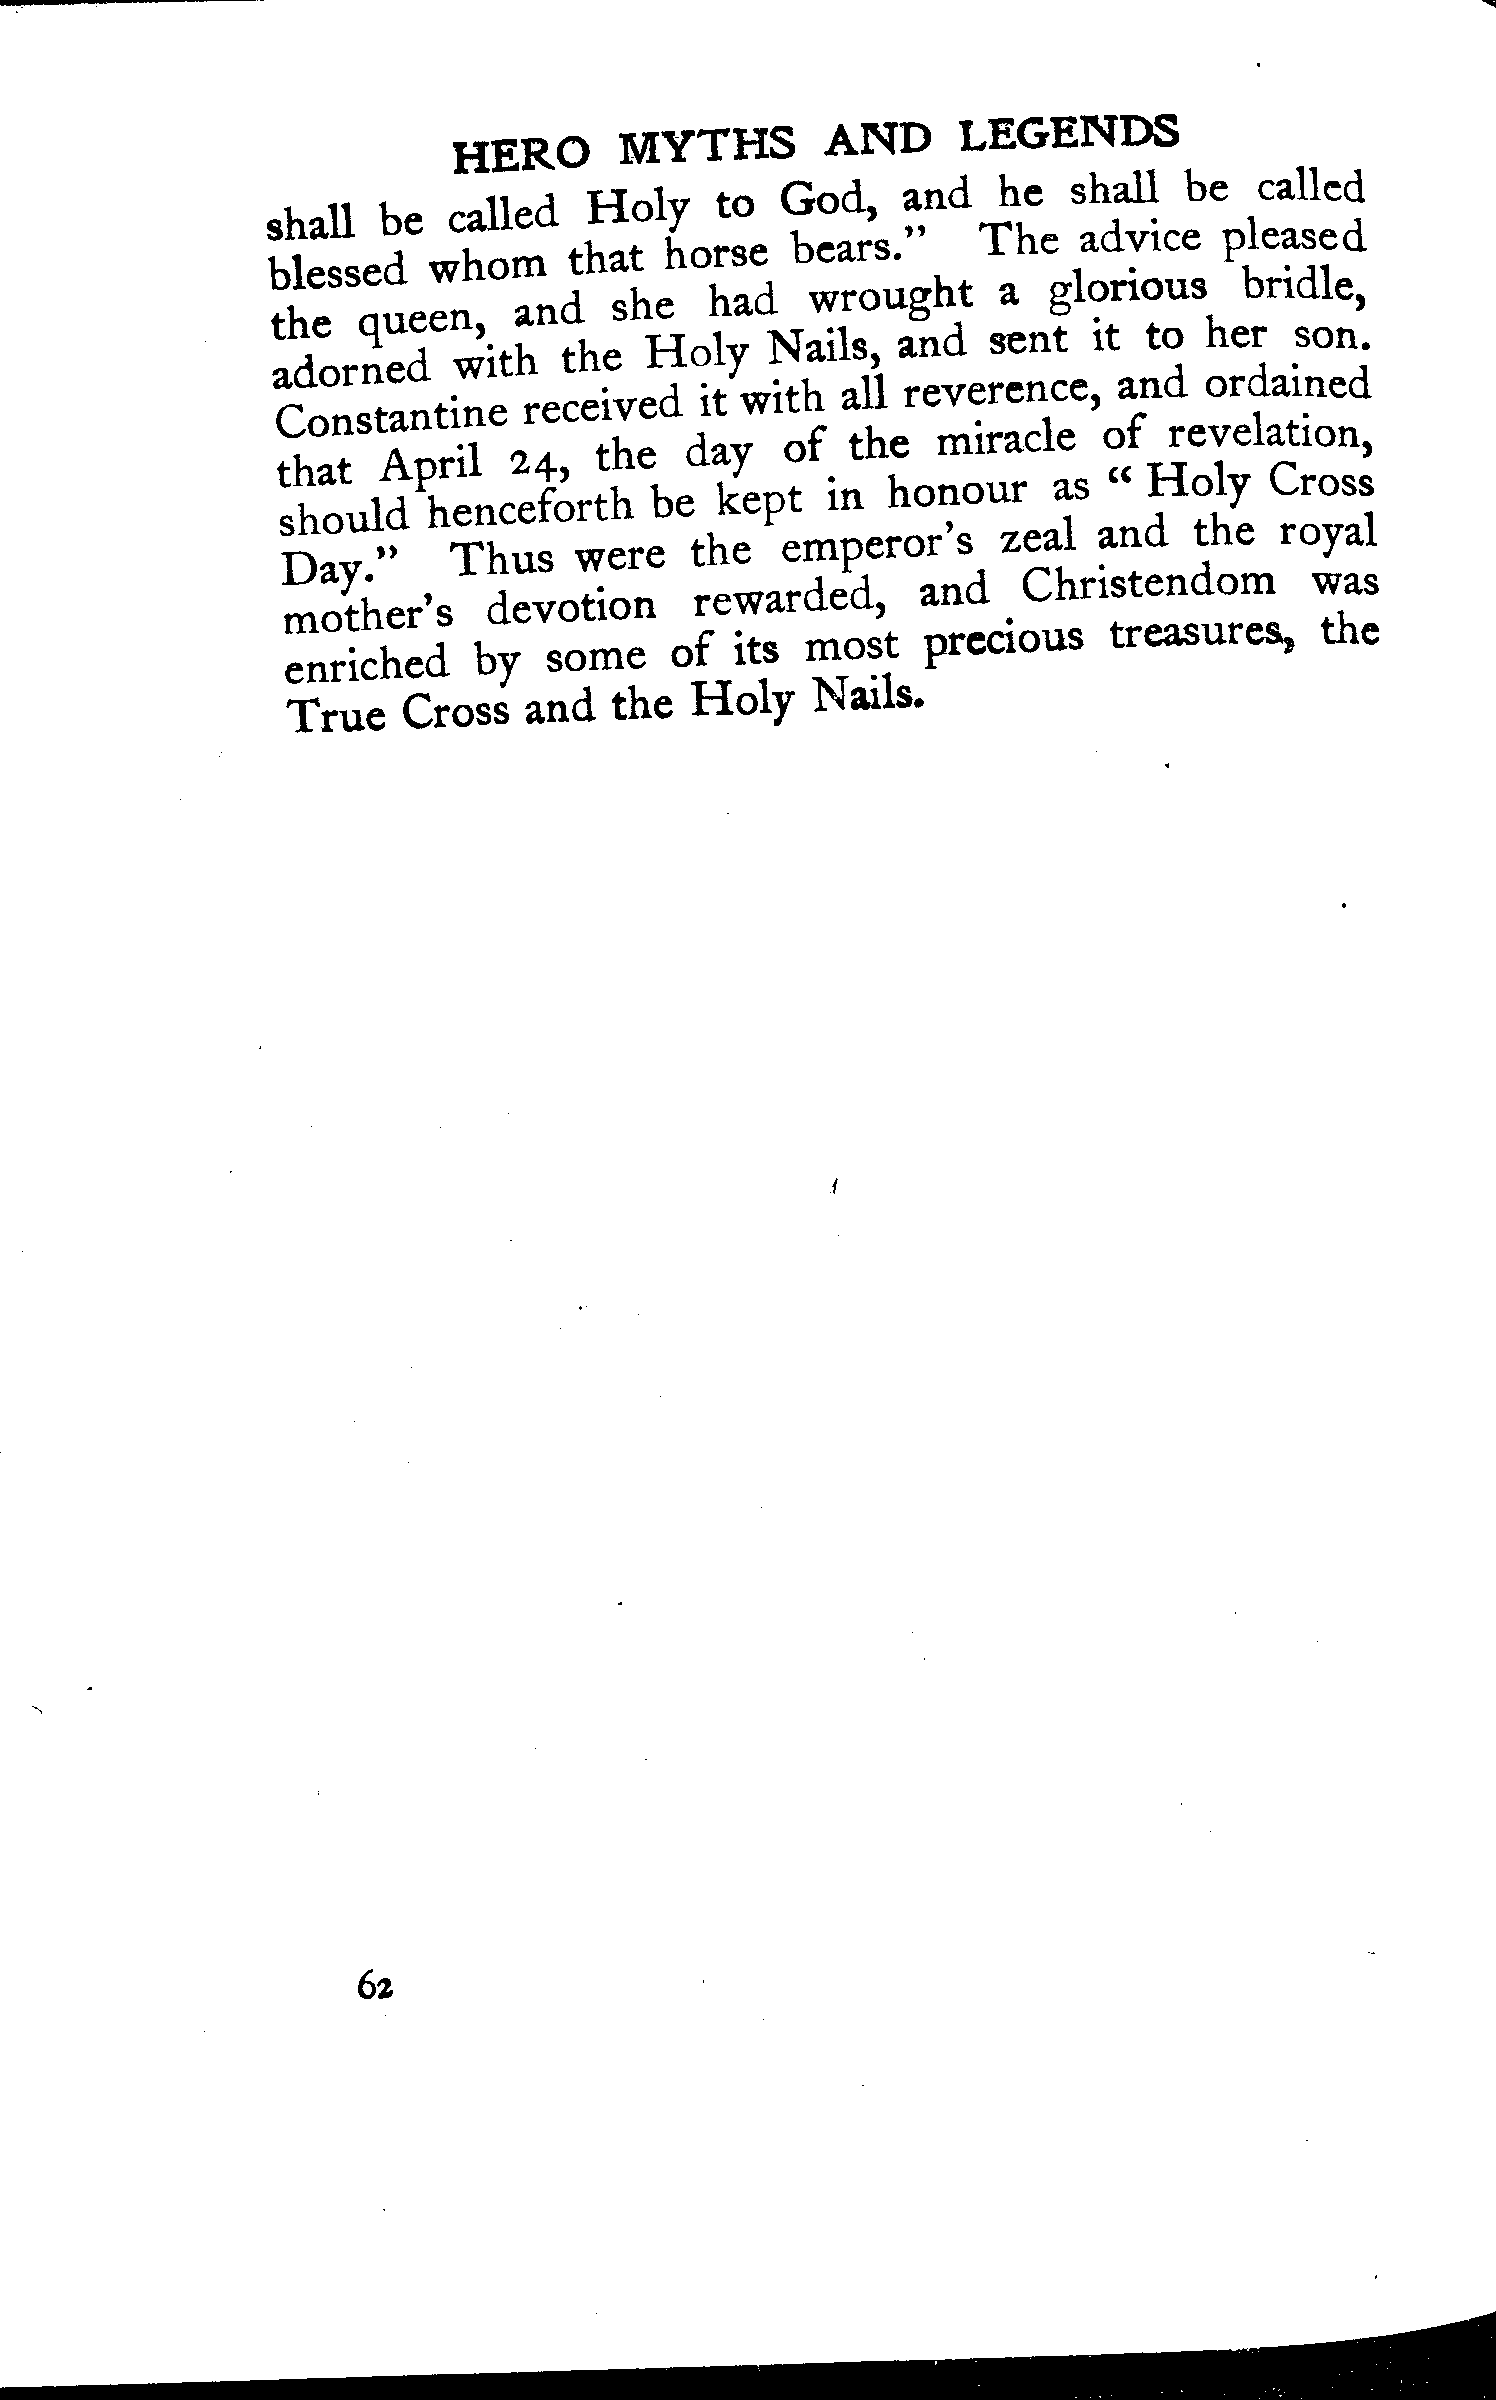 HERO MYTHS AND LEGENDS
shall be called Holy to God, and he shall be called
blessed whom that horse bears." The advice pleased
the queen, and she had wrought a glorious bridle,
adorned with the Holy Nails, and sent it to her son.
Constantine received it with all reverence, and ordained
that April 24, the day of the miracle of revelation,
should henceforth be kept in honour as " Holy Cross
Day." Thus were the emperor's zeal and the royal
mother's devotion rewarded, and Christendom was
enriched by some of its most precious treasures, the
True Cross and the Holy Nails.
62